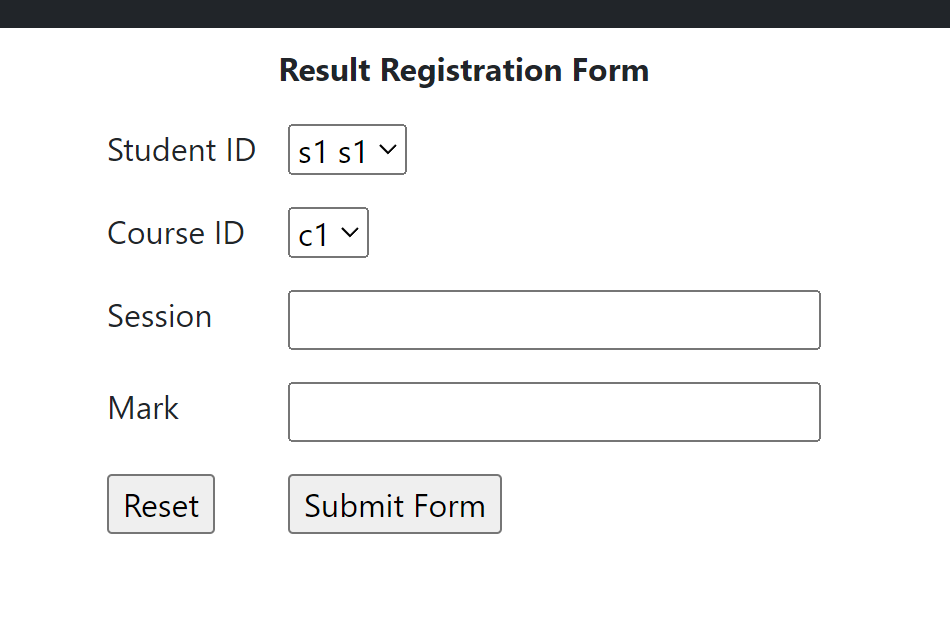 Result Registration Form
Student ID s1 s1
Course ID c1
Session
Mark
Reset Submit Form